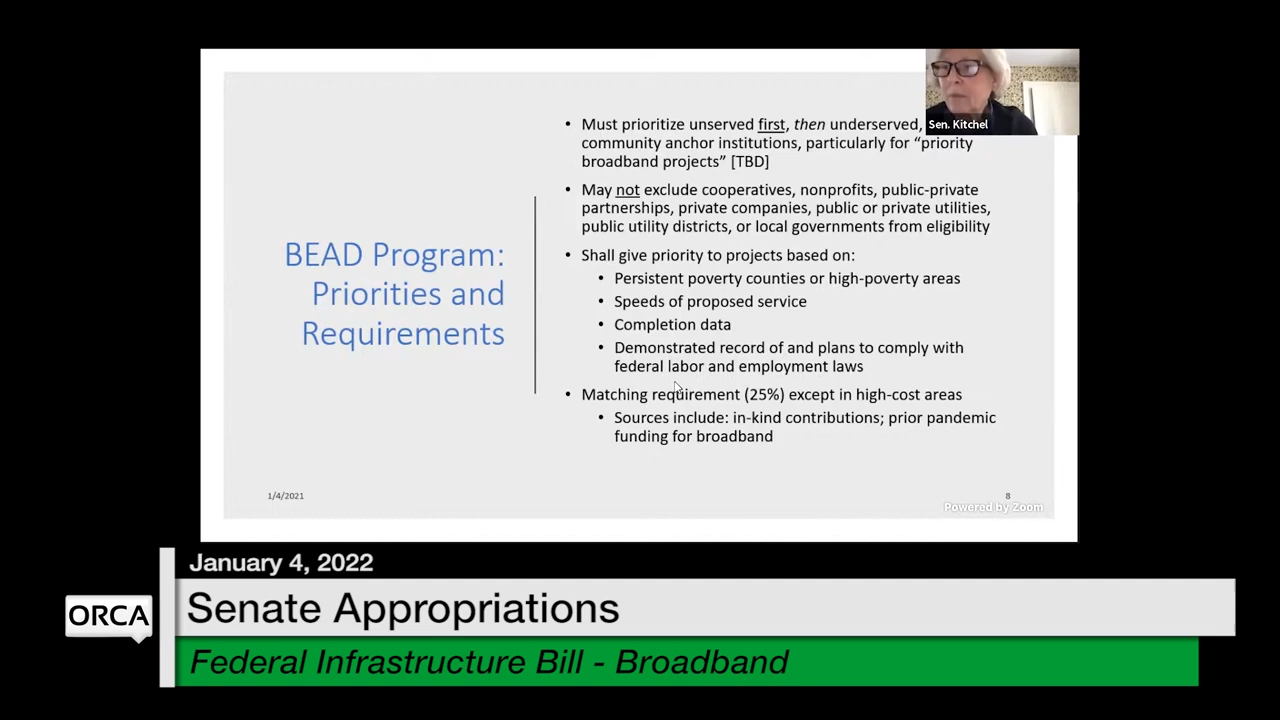 Sen. Kitchel
• Must prioritize unserved first, then underserved,
community anchor institutions, particularly for “priority
broadband projects” [TBD]
• May not exclude cooperatives, nonprofits, public-private
partnerships, private companies, public or private utilities,
public utility districts, or local governments from eligibility
BEAD Program:
Priorities and
Requirements
• Shall give priority to projects based on:
• Persistent poverty counties or high-poverty areas
• Speeds of proposed service
• Completion data
• Demonstrated record of and plans to comply with
federal labor and employment laws
• Matching requirement (25%) except in high-cost areas
• Sources include: in-kind contributions; prior pandemic
funding for broadband
1/4/2021
8
Powered by Zoom
January 4, 2022
ORCA
Senate Appropriations
Federal Infrastructure Bill - Broadband